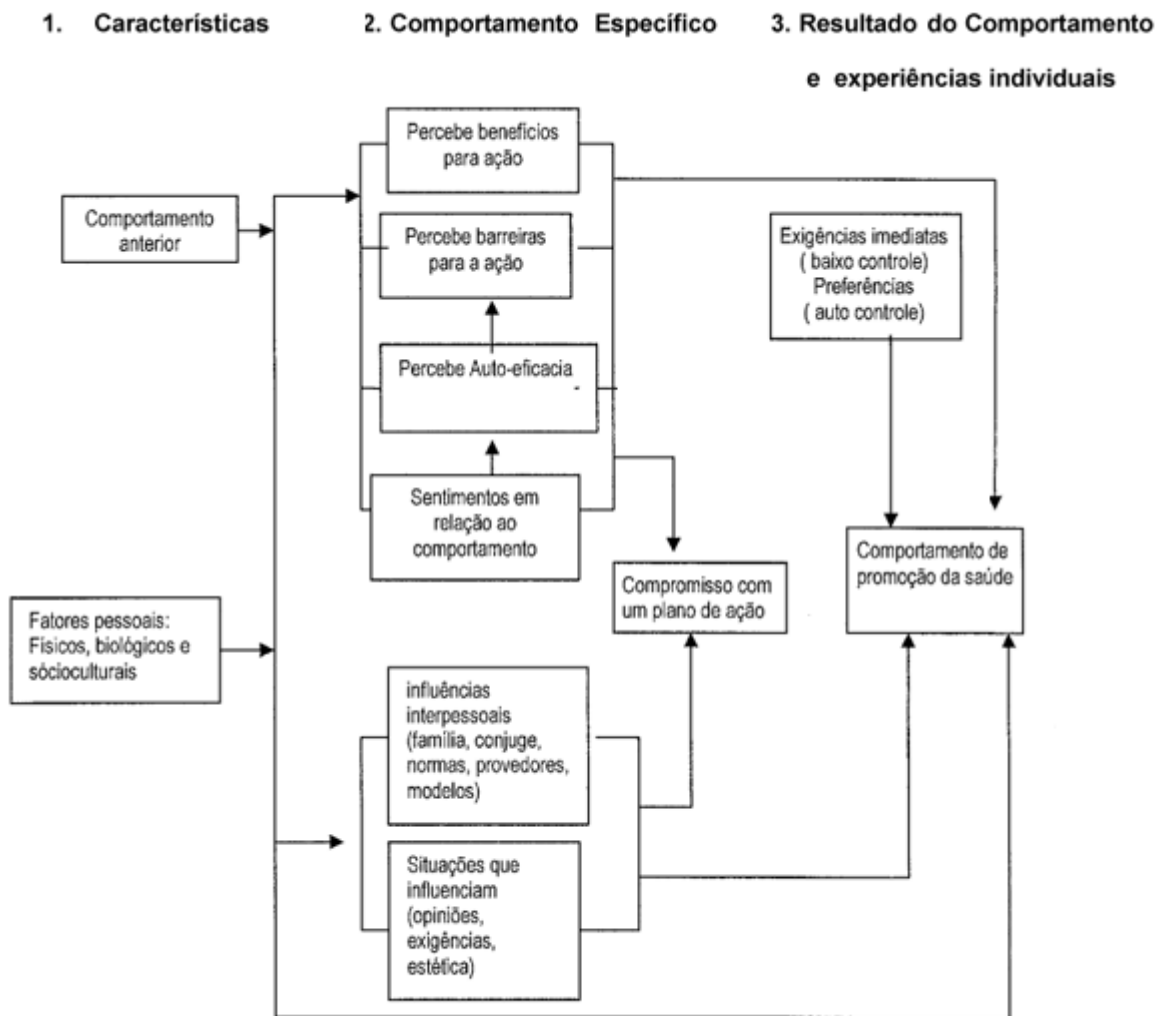 1. Características
2. Comportamento Específico
3. Resultado do Comportamento
e experiências individuais
Percebe benefícios
para ação
Comportamento
anterior
Percebe barreiras
para a ação
Exigências imediatas
( baixo controle)
Preferências
( auto controle)
Percebe Auto-eficacia
Sentimentos em
relação ao
comportamento
Comportamento de
promoção da saúde
Compromisso com
um plano de ação
Fatores pessoais:
Físicos, biológicos e
sócioculturais
influências
interpessoais
(família, conjuge,
normas, provedores,
modelos)
Situações que
influenciam
(opiniões,
exigências,
estética)